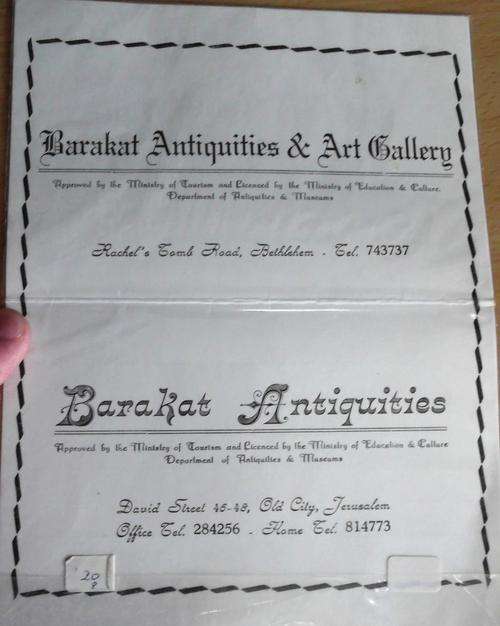 Barakat Antiquities & Art Gallery
Approved by the Ministry of Tourism and Licenced by the Ministry of Education & Culture.
Department of Antiquities & Museums
Rachel's Tomb Road, Bethlehem - Tel. 743737
Barakat Antiquities
Approved by the Ministry of Tourism and Licenced by the Ministry of Education & Culture
Department of Antiquities & Museums
David Street 46-48, Old City, Jerusalem
Office Tel. 284256 - Home Tel. 814773
20